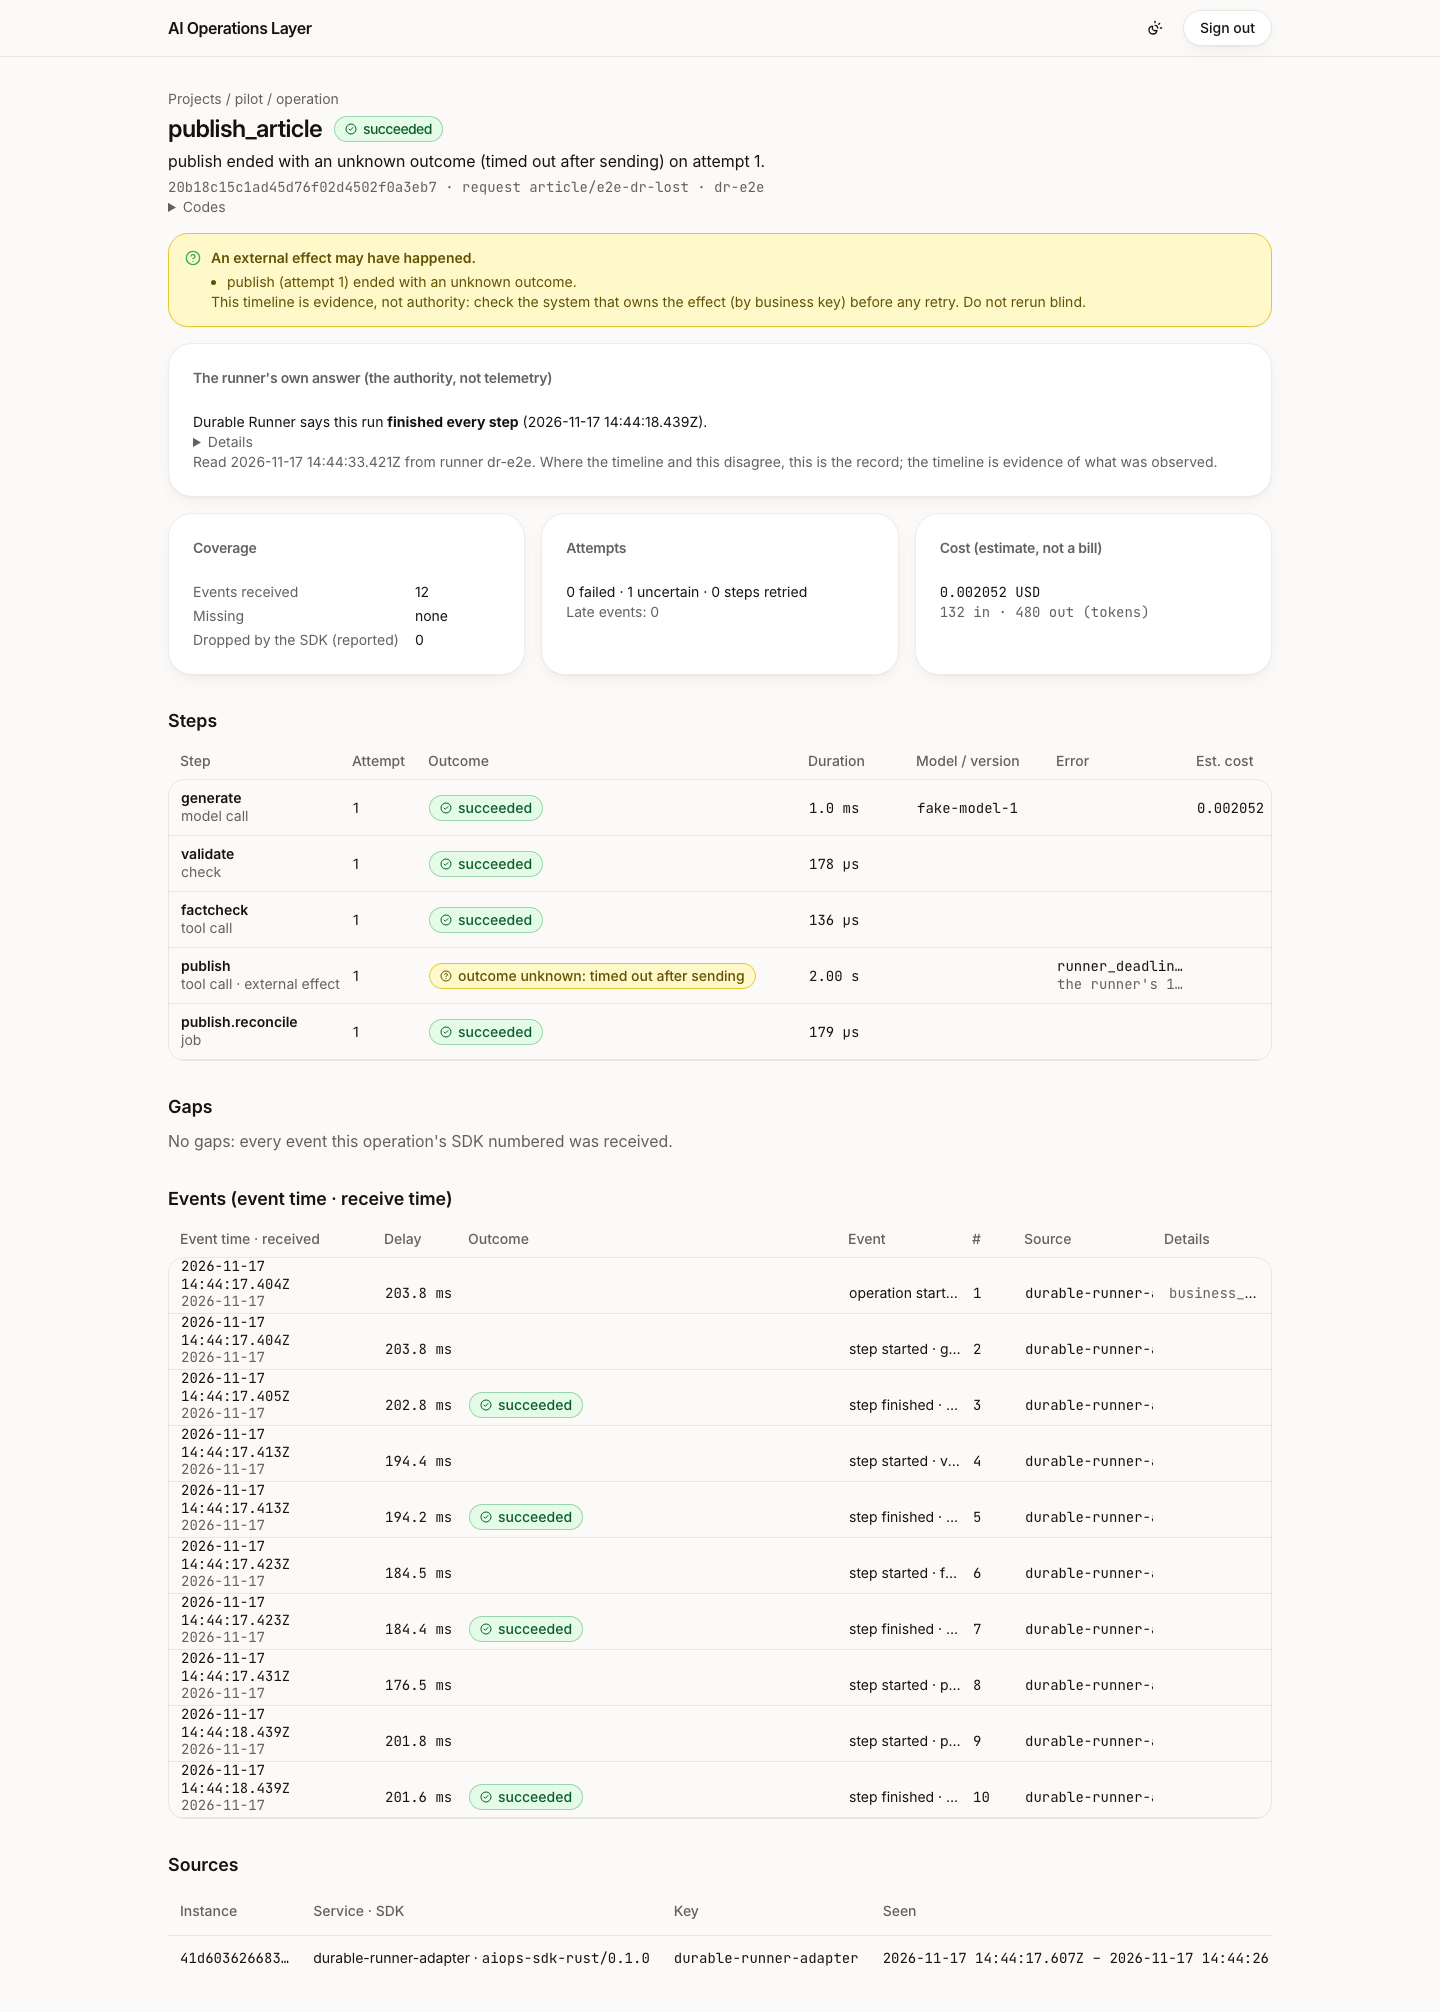 AI Operations Layer
Sign out
Projects / pilot / operation
publish_article
succeeded
publish ended with an unknown outcome (timed out after sending) on attempt 1.
20b18c15c1ad45d76f02d4502f0a3eb7 · request article/e2e-dr-lost · dr-e2e
Codes
An external effect may have happened.
publish (attempt 1) ended with an unknown outcome.
This timeline is evidence, not authority: check the system that owns the effect (by business key) before any retry. Do not rerun blind.
The runner's own answer (the authority, not telemetry)
Durable Runner says this run finished every step (2026-11-17 14:44:18.439Z).
Details
Read 2026-11-17 14:44:33.421Z from runner dr-e2e. Where the timeline and this disagree, this is the record; the timeline is evidence of what was observed.
Coverage
Events received 12
Missing none
Dropped by the SDK (reported) 0
Attempts
0 failed · 1 uncertain · 0 steps retried
Late events: 0
Cost (estimate, not a bill)
0.002052 USD
132 in · 480 out (tokens)
Steps
Step Attempt Outcome Duration Model / version Error Est. cost
generate
model call
1 succeeded 1.0 ms fake-model-1 0.002052
validate
check
1 succeeded 178 µs
factcheck
tool call
1 succeeded 136 µs
publish
tool call · external effect
1 outcome unknown: timed out after sending 2.00 s
runner_deadlin…
the runner's 1…
publish.reconcile
job
1 succeeded 179 µs
Gaps
No gaps: every event this operation's SDK numbered was received.
Events (event time · receive time)
Event time · received Delay Outcome Event # Source Details
2026-11-17
14:44:17.404Z
2026-11-17
203.8 ms operation start… 1 durable-runner-a business_…
2026-11-17
14:44:17.404Z
2026-11-17
203.8 ms step started · g… 2 durable-runner-a
2026-11-17
14:44:17.405Z
2026-11-17
202.8 ms succeeded step finished · … 3 durable-runner-a
2026-11-17
14:44:17.413Z
2026-11-17
194.4 ms step started · v… 4 durable-runner-a
2026-11-17
14:44:17.413Z
2026-11-17
194.2 ms succeeded step finished · … 5 durable-runner-a
2026-11-17
14:44:17.423Z
2026-11-17
184.5 ms step started · f… 6 durable-runner-a
2026-11-17
14:44:17.423Z
2026-11-17
184.4 ms succeeded step finished · … 7 durable-runner-a
2026-11-17
14:44:17.431Z
2026-11-17
176.5 ms step started · p… 8 durable-runner-a
2026-11-17
14:44:18.439Z
2026-11-17
201.8 ms step started · p… 9 durable-runner-a
2026-11-17
14:44:18.439Z
2026-11-17
201.6 ms succeeded step finished · … 10 durable-runner-a
Sources
Instance Service · SDK Key Seen
41d603626683… durable-runner-adapter · aiops-sdk-rust/0.1.0 durable-runner-adapter 2026-11-17 14:44:17.607Z – 2026-11-17 14:44:26